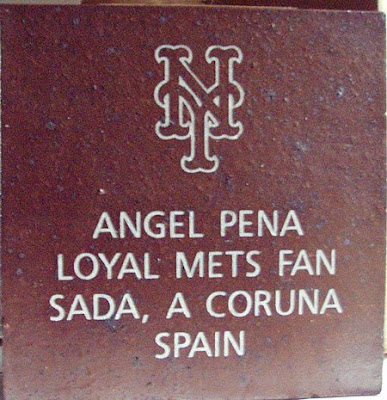 NY
ANGEL PENA
LOYAL METS FAN
SADA, A CORUNA
SPAIN